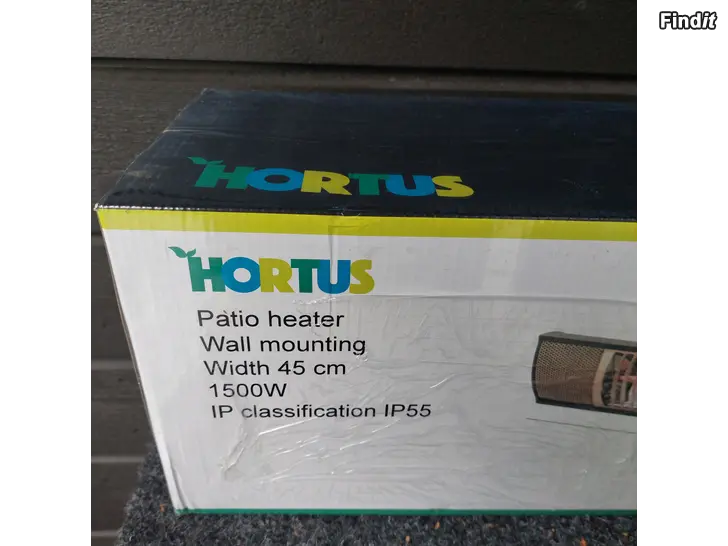 Findit
HORTUS
HORTUS
Patio heater
Wall mounting
Width 45 cm
1500W
IP classification IP55